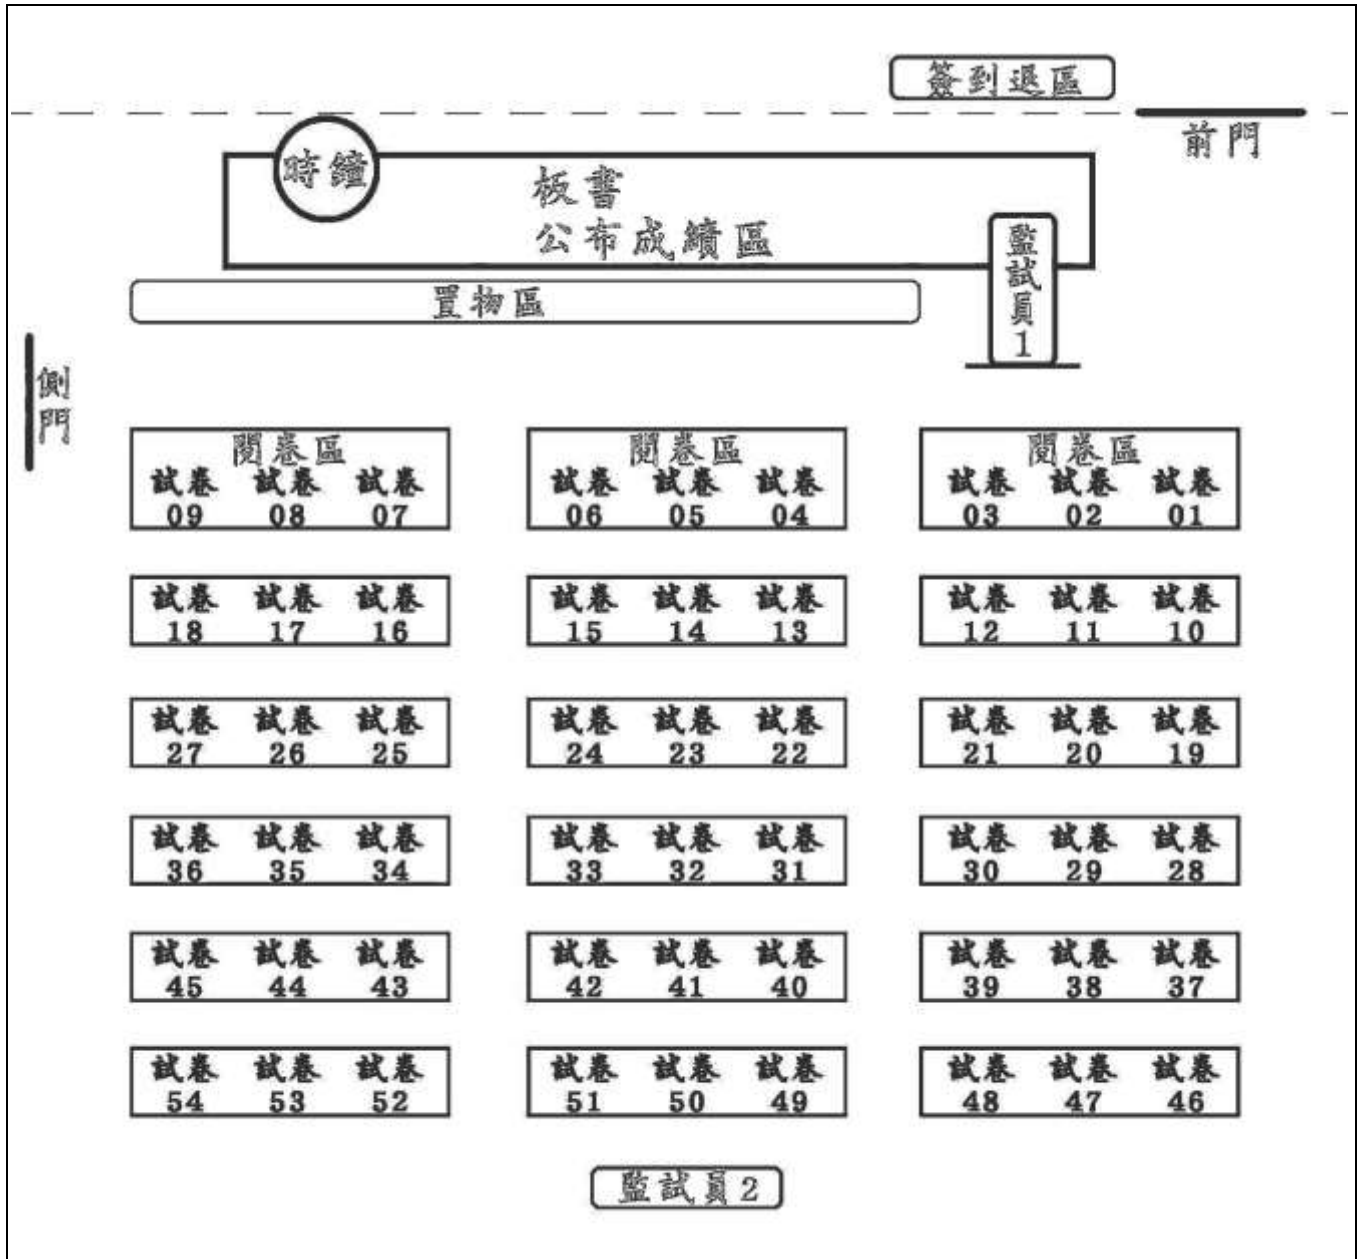 簽到退區
前門
時鐘
板書
公布成績區
監試員1
置物區
側門
閱卷區 閱卷區 閱卷區
試卷 試卷 試卷 試卷 試卷 試卷 試卷 試卷 試卷
09 08 07 06 05 04 03 02 01
試卷 試卷 試卷 試卷 試卷 試卷 試卷 試卷 試卷
18 17 16 15 14 13 12 11 10
試卷 試卷 試卷 試卷 試卷 試卷 試卷 試卷 試卷
27 26 25 24 23 22 21 20 19
試卷 試卷 試卷 試卷 試卷 試卷 試卷 試卷 試卷
36 35 34 33 32 31 30 29 28
試卷 試卷 試卷 試卷 試卷 試卷 試卷 試卷 試卷
45 44 43 42 41 40 39 38 37
試卷 試卷 試卷 試卷 試卷 試卷 試卷 試卷 試卷
54 53 52 51 50 49 48 47 46
監試員2